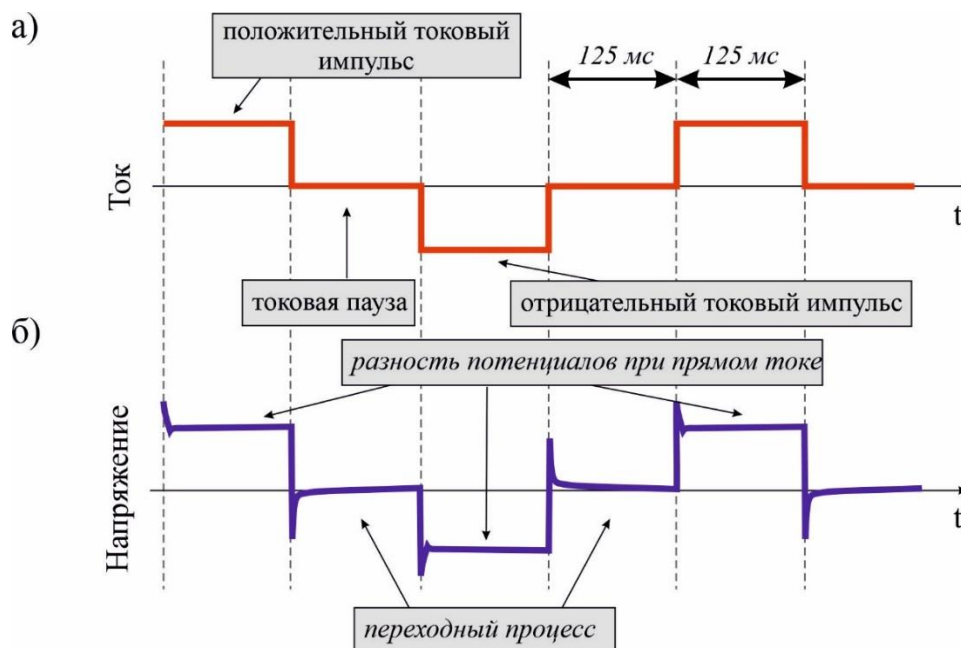 а)
положительный токовый
импульс
125 мс
125 мс
Ток
t
токовая пауза
отрицательный токовый импульс
б)
разность потенциалов при прямом токе
Напряжение
t
переходный процесс